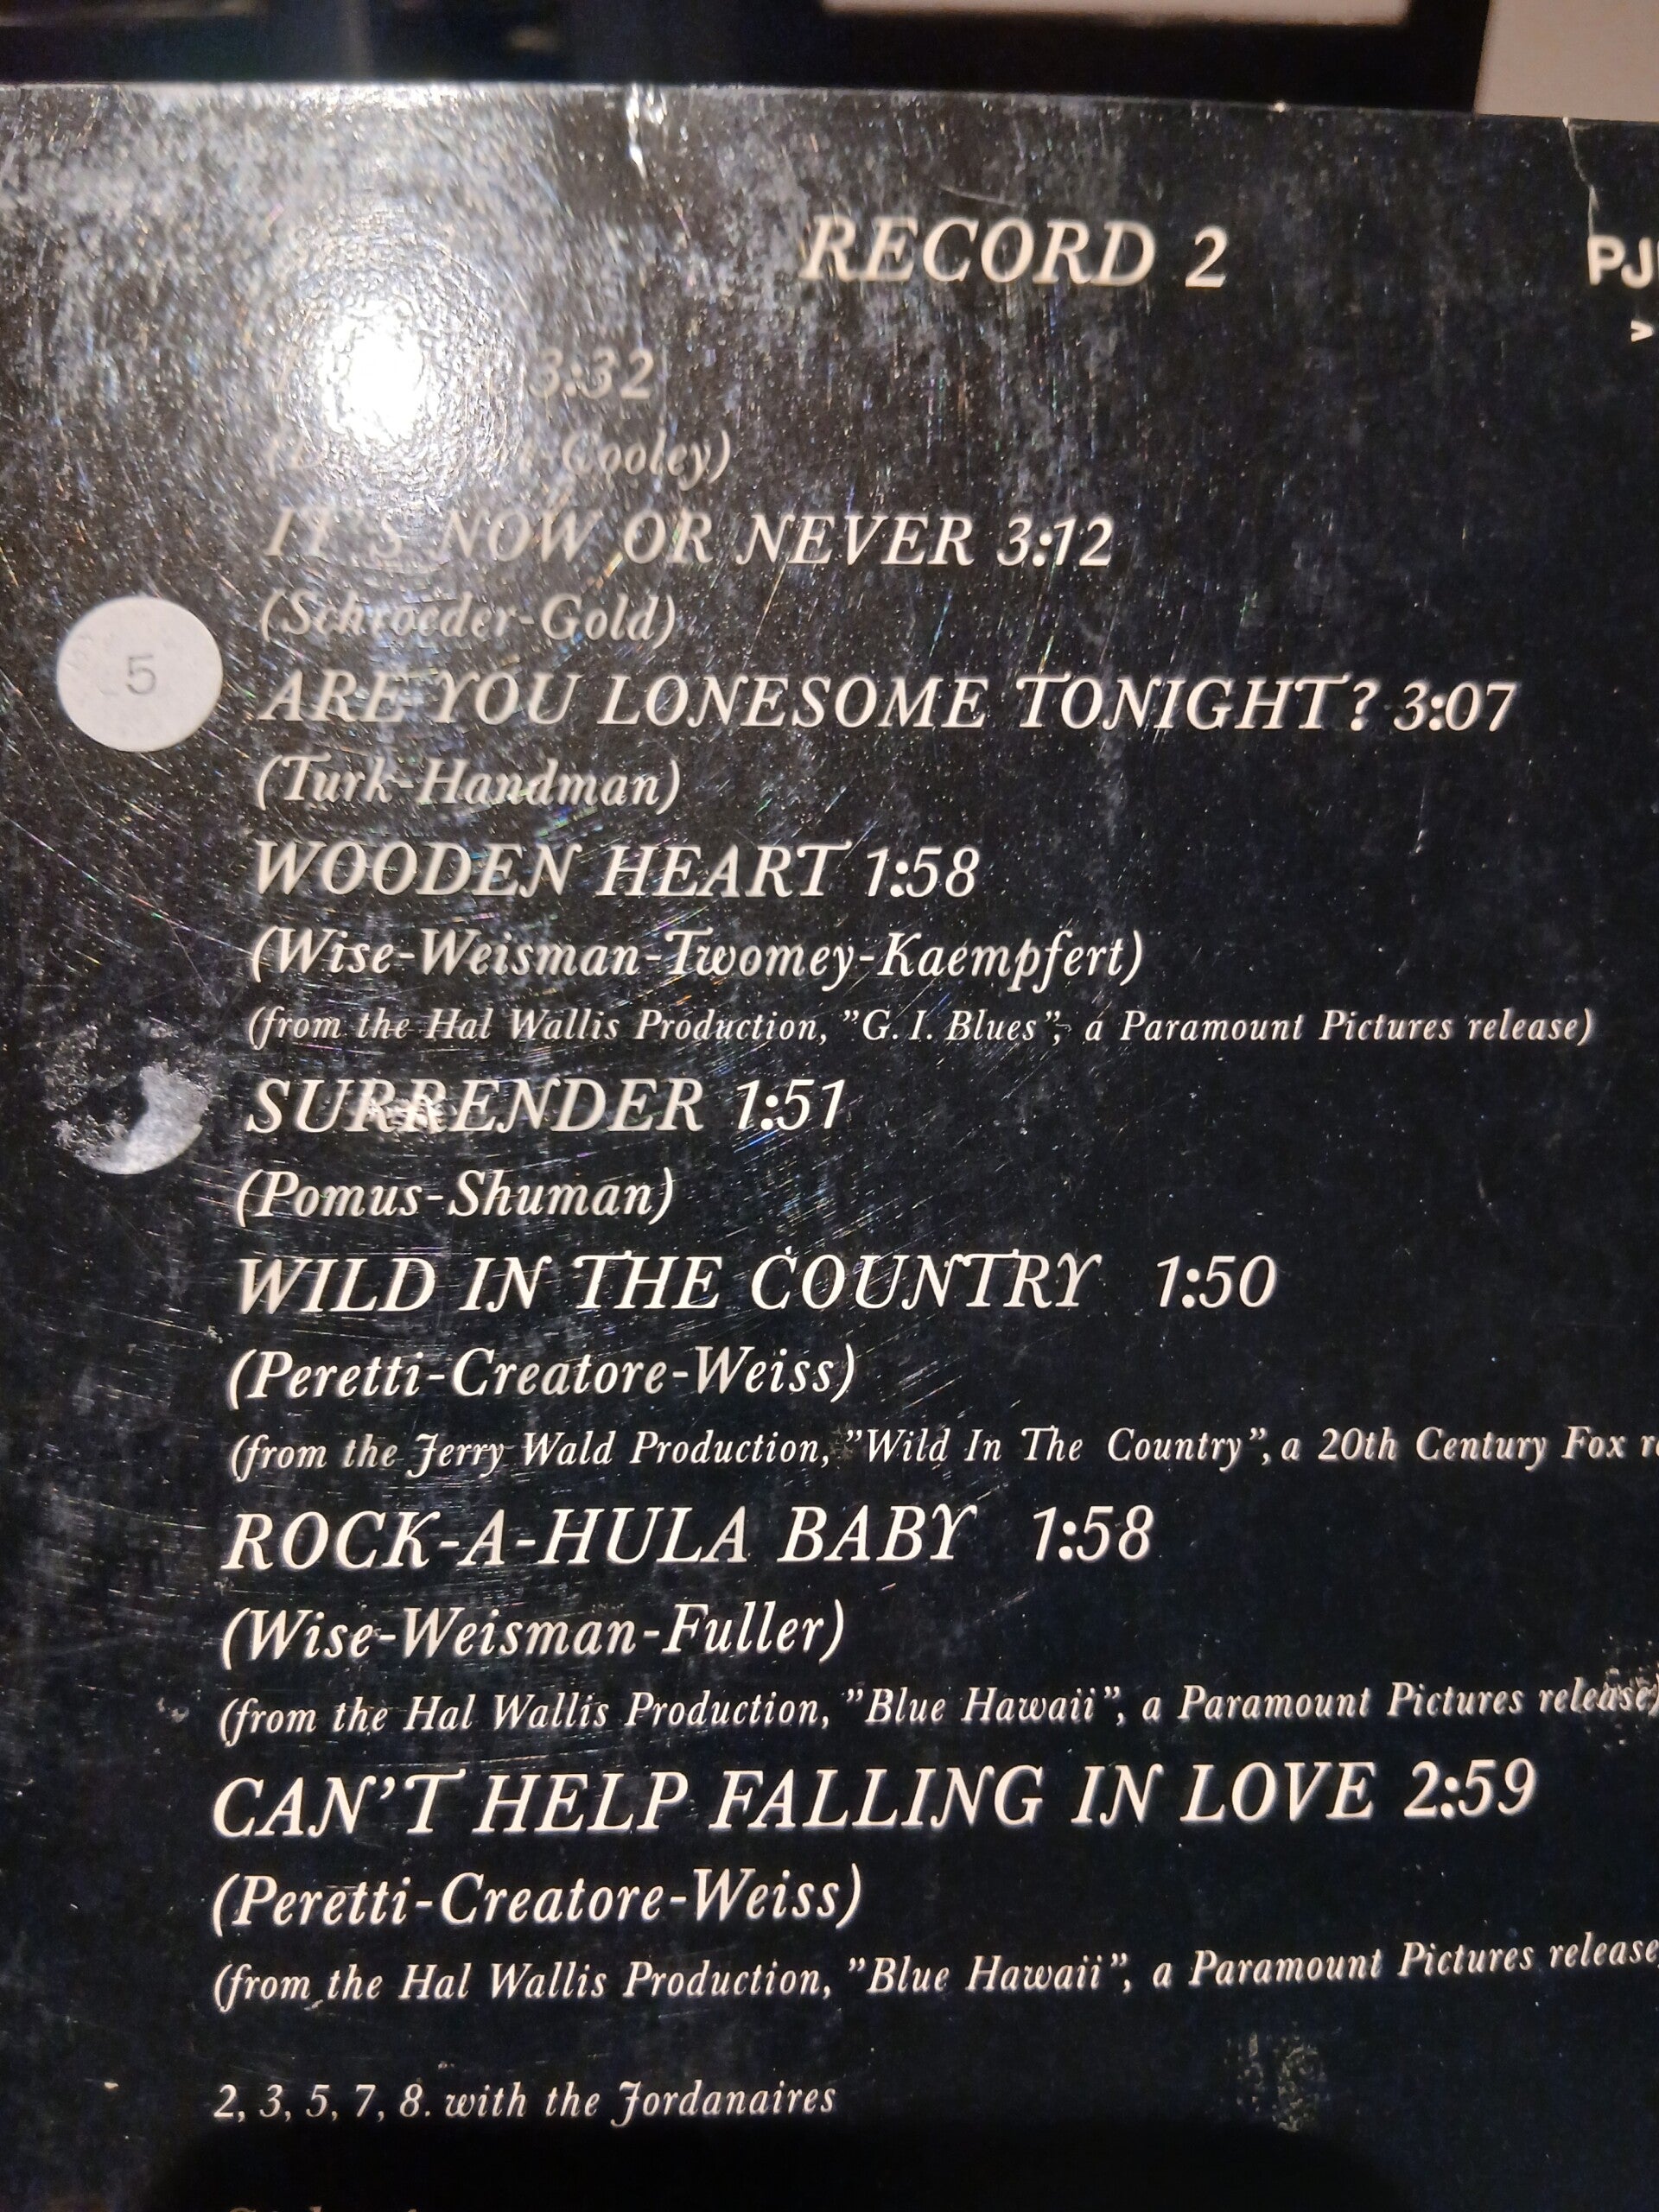 RECORD 2
PJ
>
3:32
Cooley)
IT'S NOW OR NEVER 3:12
(Schroeder-Gold)
5
ARE YOU LONESOME TONIGHT? 3:07
(Turk-Handman)
WOODEN HEART 1:58
(Wise-Weisman-Twomey-Kaempfert)
(from the Hal Wallis Production, "G. I. Blues", a Paramount Pictures release)
SURRENDER 1:51
(Pomus-Shuman)
WILD IN THE COUNTRY 1:50
(Peretti-Creatore-Weiss)
(from the Jerry Wald Production, "Wild In The Country", a 20th Century Fox
ROCK-A-HULA BABY 1:58
(Wise-Weisman-Fuller)
(from the Hal Wallis Production, "Blue Hawaii", a Paramount Pictures release)
CAN'T HELP FALLING IN LOVE 2:59
(Peretti-Creatore-Weiss)
(from the Hal Wallis Production, "Blue Hawaii", a Paramount Pictures release
2, 3, 5, 7, 8. with the Jordanaires